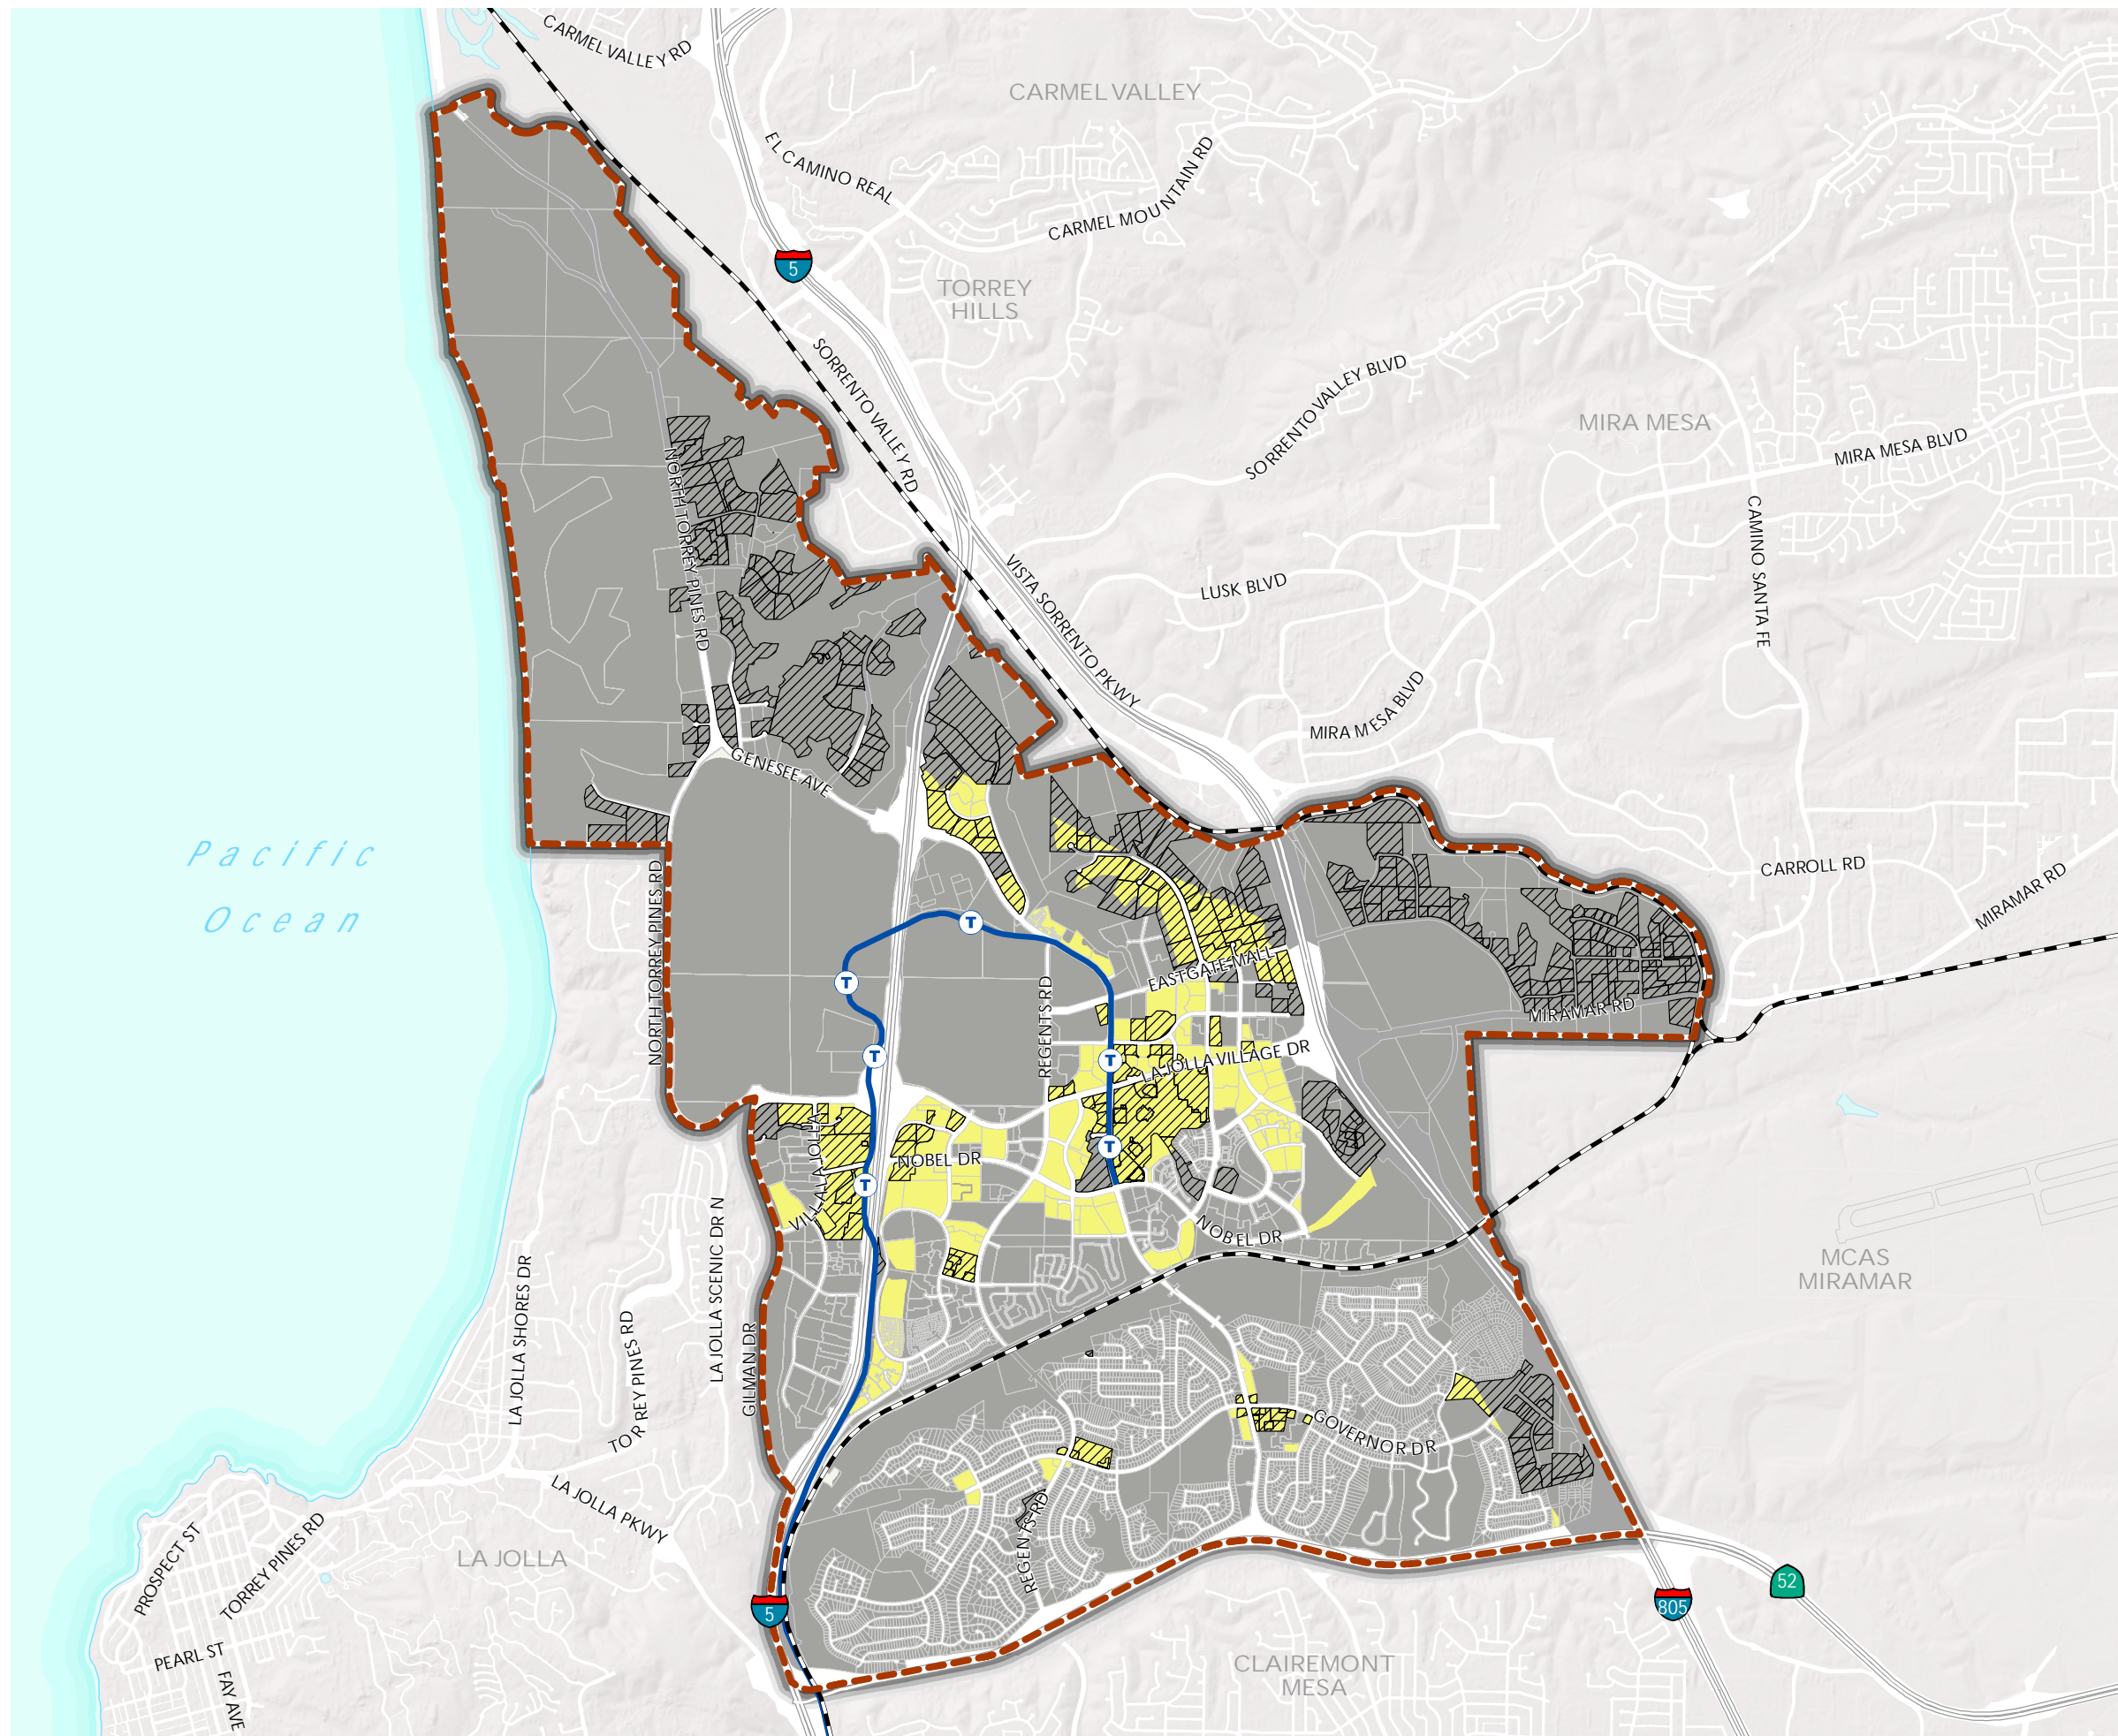 CARMEL VALLEY RD
CARMEL VALLEY
EL CAMINO REAL
CARMEL MOUNTAIN RD
5
TORREY
HILLS
SORRENTO VALLEY RD
SORRENTO VALLEY BLVD
MIRA MESA
MIRA MESA BLVD
NORTH TORREY PINES RD
CAMINO SANTA FE
VISTA SORRENTO PKWY
LUSK BLVD
MIRA MESA BLVD
GENESEE AVE
Pacific
Ocean
CARROLL RD
MIRAMAR RD
NORTH TORREY PINES RD
T
T
T
T
T
T
REGENTS RD
EASTGATE MALL
MIRAMAR RD
LA JOLLA VILLAGE DR
VILLA LA JOLLA
NOBEL DR
NOBEL DR
MCAS
MIRAMAR
LA JOLLA SHORES DR
TORREY PINES RD
LA JOLLA SCENIC DR N
GILMAN DR
GOVERNOR DR
REGENTS RD
LA JOLLA PKWY
LA JOLLA
PROSPECT ST
TORREY PINES RD
PEARL ST
FAY AVE
5
805
52
CLAIREMONT
MESA